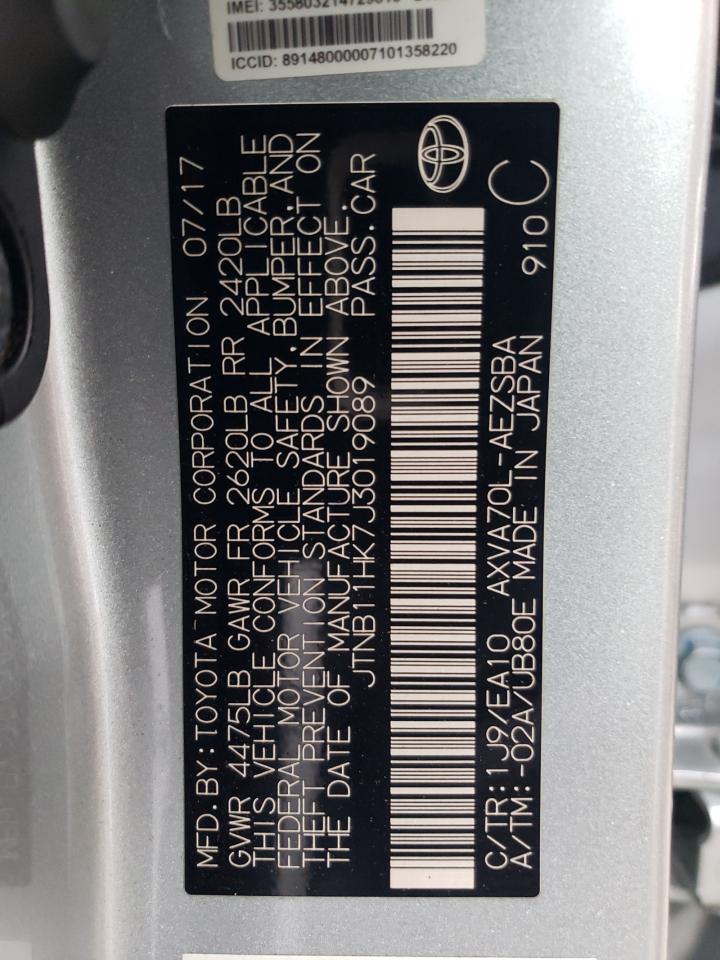 ICCID: 89148000007101358220
MFD. BY: TOYOTA MOTOR CORPORATION 07/17
GVWR 4475LB GAWR FR 2620LB RR 2420LB
THIS VEHICLE CONFORMS TO ALL APPLICABLE
FEDERAL MOTOR VEHICLE SAFETY, BUMPER, AND
THEFT PREVENTION STANDARDS IN EFFECT ON
THE DATE OF MANUFACTURE SHOWN ABOVE.
JTNB11HK7J3019089 PASS. CAR
C/TR: 1J9/EA10 AXVA70L-AEZSBA 910 C
A/TM: -02A/UB80E MADE IN JAPAN